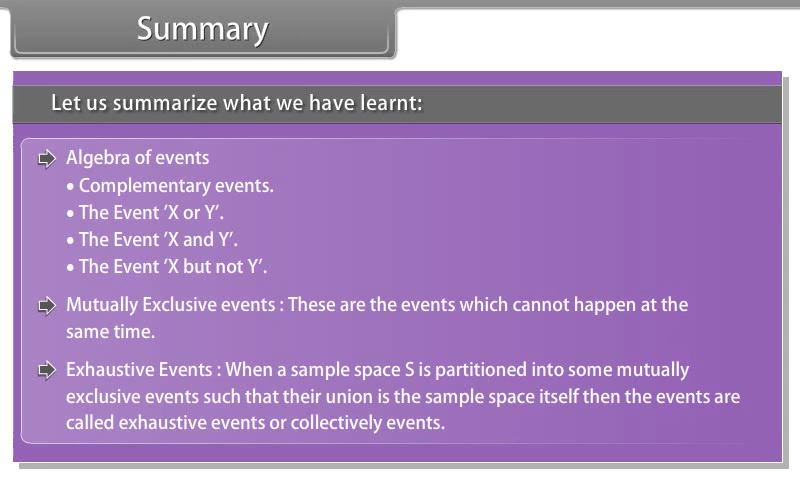 Summary
Let us summarize what we have learnt:
Algebra of events
• Complementary events.
• The Event ’X or Y’.
• The Event ’X and Y’.
• The Event ’X but not Y’.
Mutually Exclusive events : These are the events which cannot happen at the
same time.
Exhaustive Events : When a sample space S is partitioned into some mutually
exclusive events such that their union is the sample space itself then the events are
called exhaustive events or collectively events.